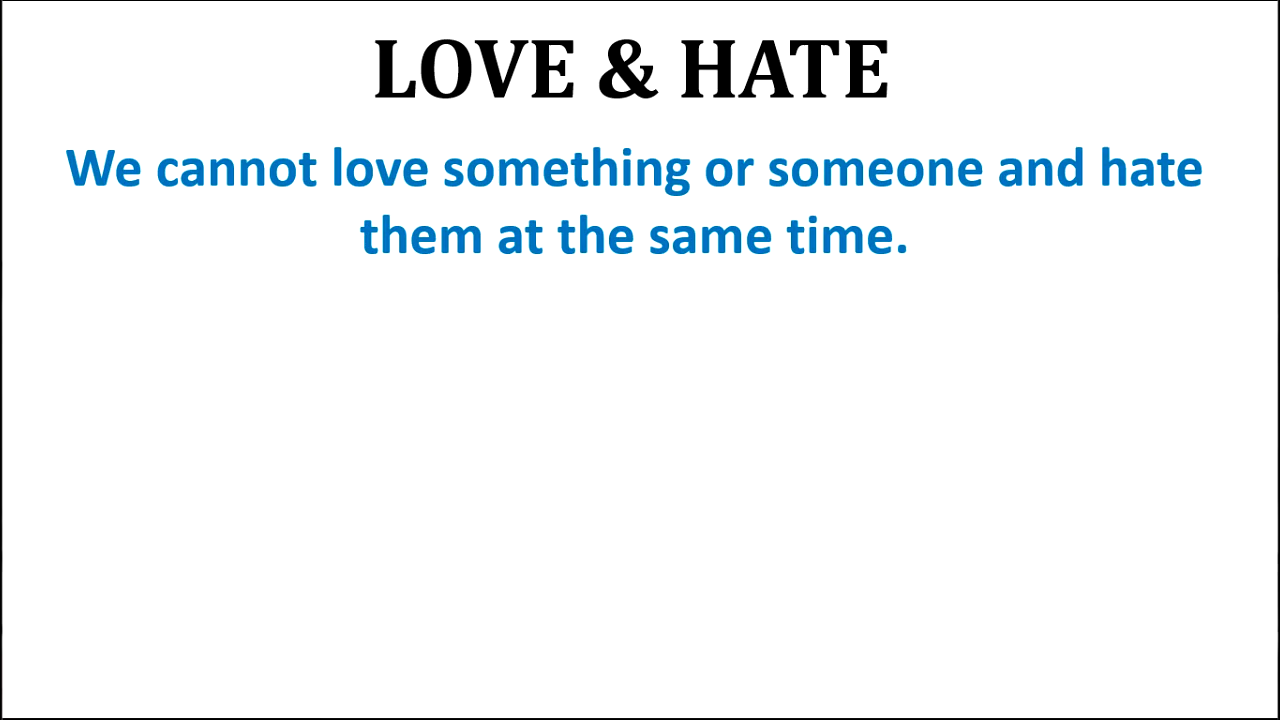 LOVE & HATE
We cannot love something or someone and hate
them at the same time.